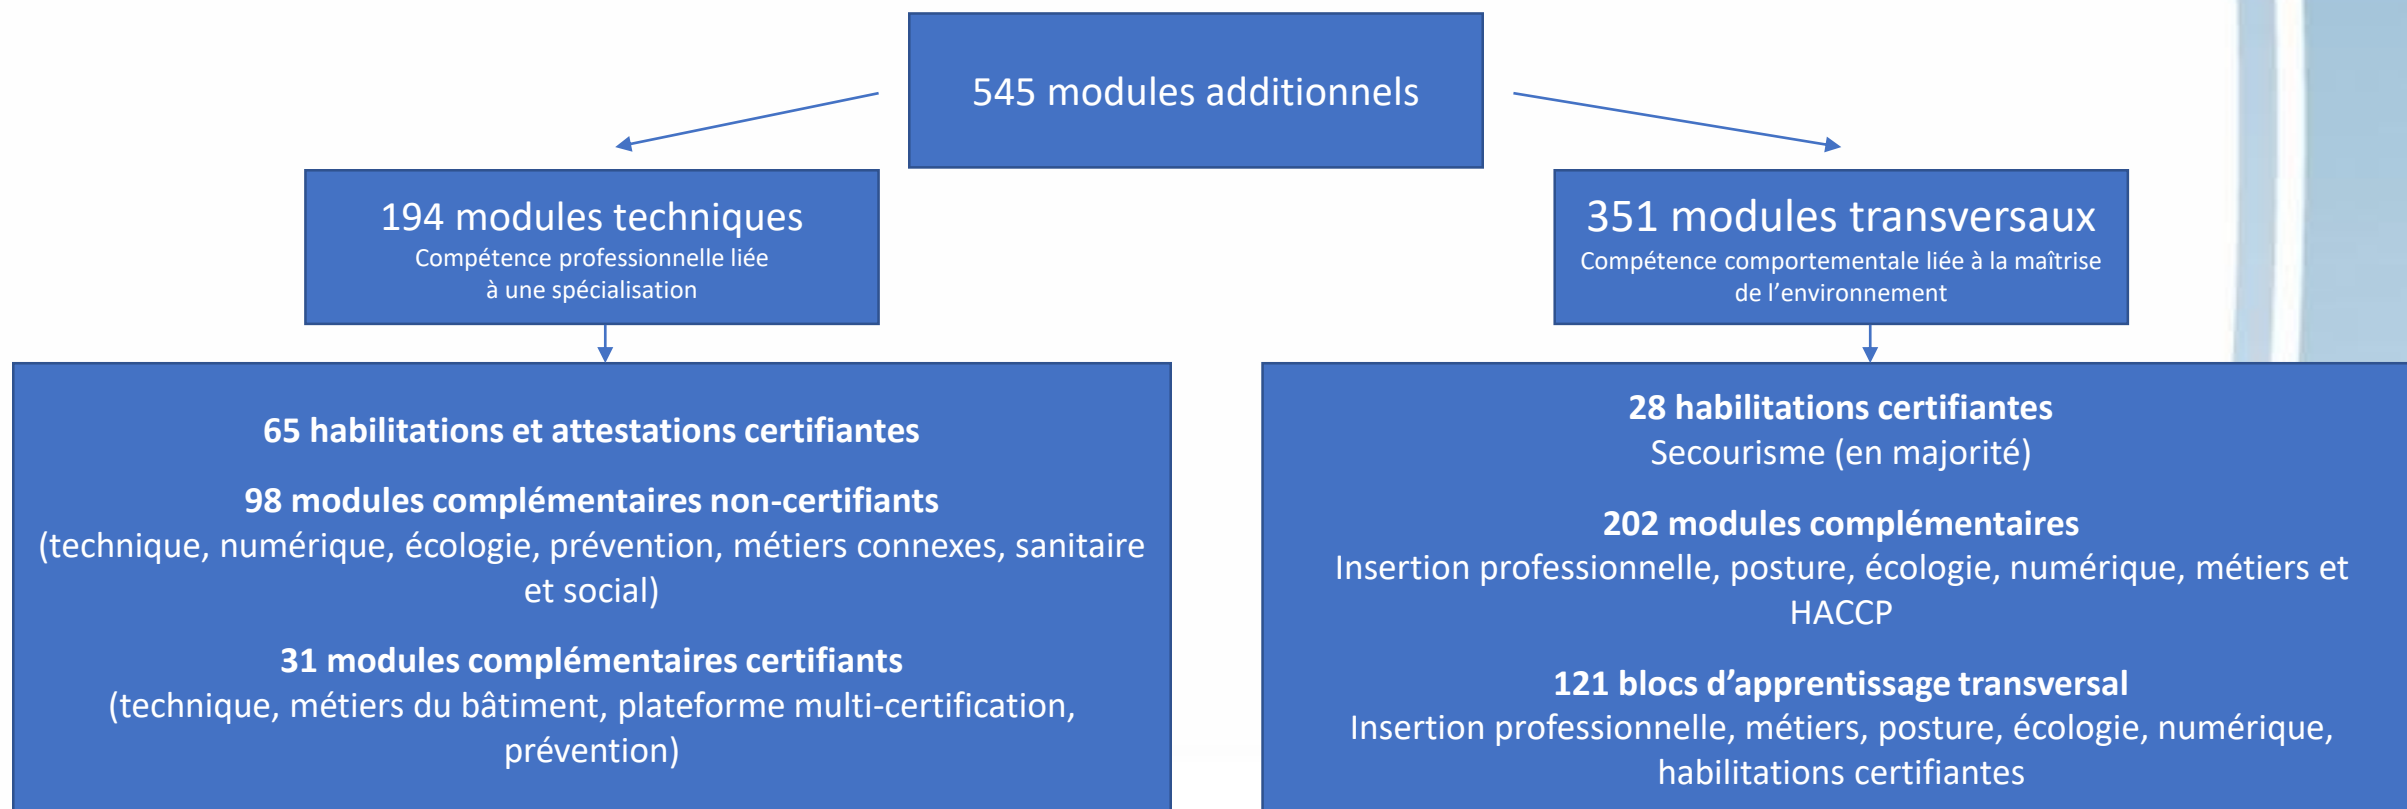 545 modules additionnels
194 modules techniques
Compétence professionnelle liée
à une spécialisation
351 modules transversaux
Compétence comportementale liée à la maîtrise
de l’environnement
65 habilitations et attestations certifiantes
98 modules complémentaires non-certifiants
(technique, numérique, écologie, prévention, métiers connexes, sanitaire
et social)
31 modules complémentaires certifiants
(technique, métiers du bâtiment, plateforme multi-certification,
prévention)
28 habilitations certifiantes
Secourisme (en majorité)
202 modules complémentaires
Insertion professionnelle, posture, écologie, numérique, métiers et
HACCP
121 blocs d’apprentissage transversal
Insertion professionnelle, métiers, posture, écologie, numérique,
habilitations certifiantes